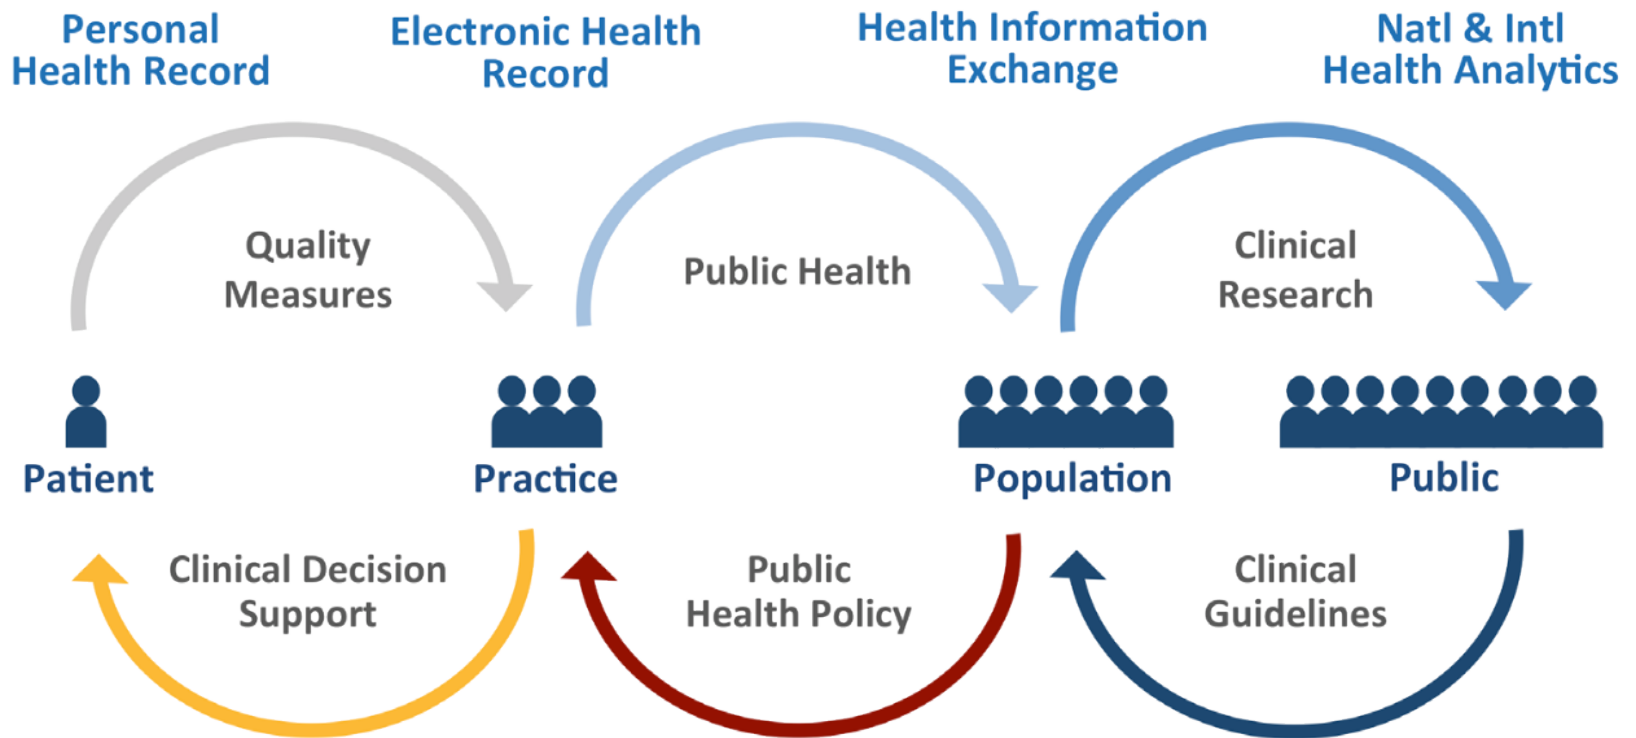 Personal
Health Record
Electronic Health
Record
Health Information
Exchange
Natl & Intl
Health Analytics
Quality
Measures
Public Health
Clinical
Research
Patient
Practice
Population
Public
Clinical Decision
Support
Public
Health Policy
Clinical
Guidelines